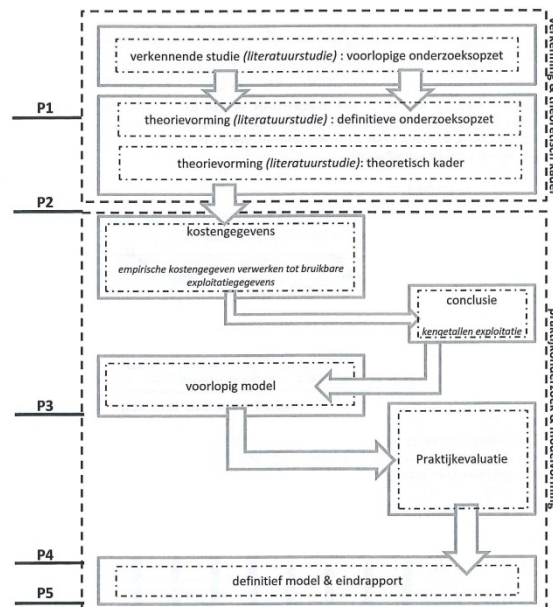 verkennende studie (literatuurstudie) : voorlopige onderzoeksopzet
P1
theorievorming (literatuurstudie) : definitieve onderzoeksopzet
theorievorming (literatuurstudie): theoretisch kader
P2
kostengegevens
empirische kostengegeven verwerken tot bruikbare
exploitatiegegevens
conclusie
kengetallen exploitatie
voorlopig model
P3
Praktijkevaluatie
P4
definitief model & eindrapport
P5